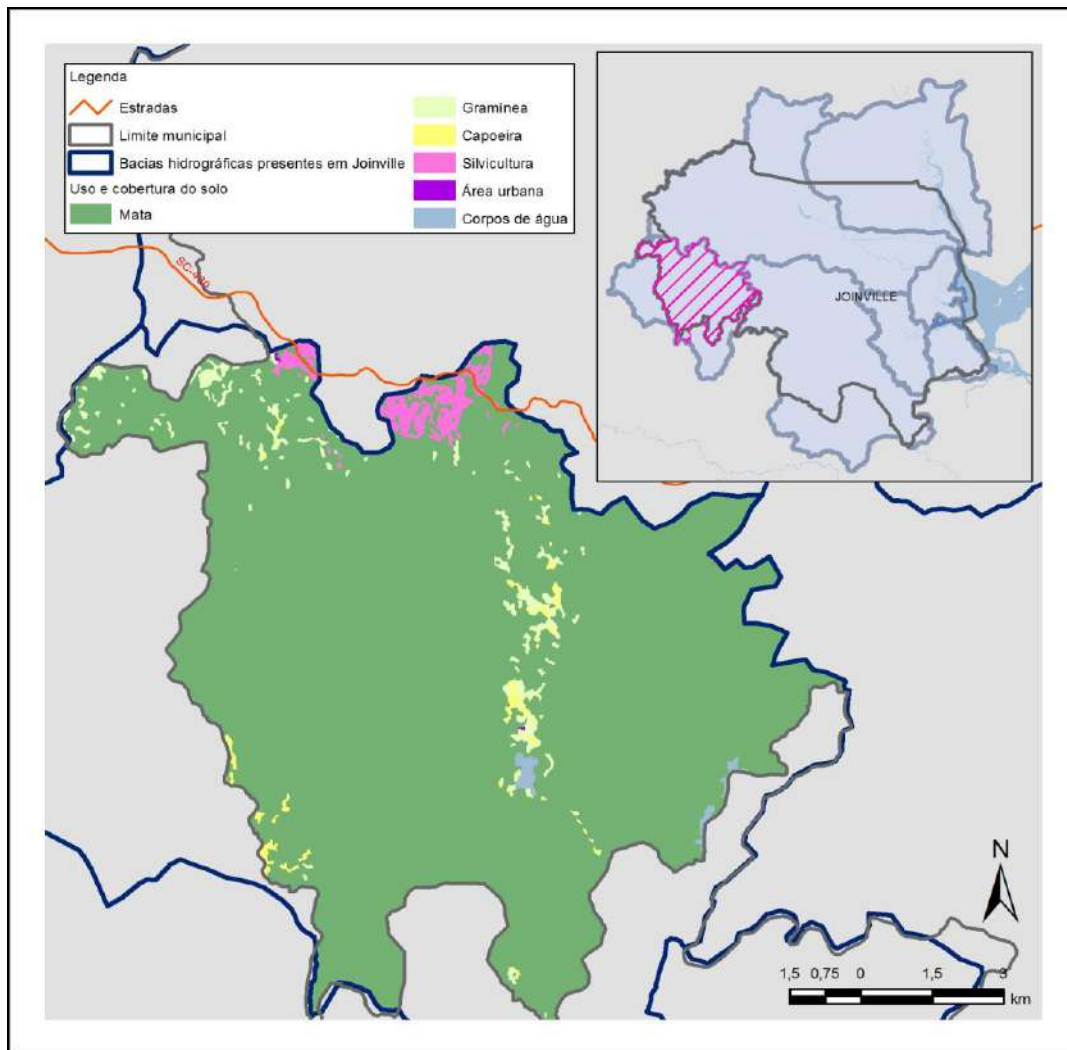 Legenda
Estradas
Limite municipal
Bacias hidrográficas presentes em Joinville
Uso e cobertura do solo
Mata
Gramínea
Capoeira
Silvicultura
Área urbana
Corpos de água
JOINVILLE
N
1,5 0,75 0 1,5 3
km